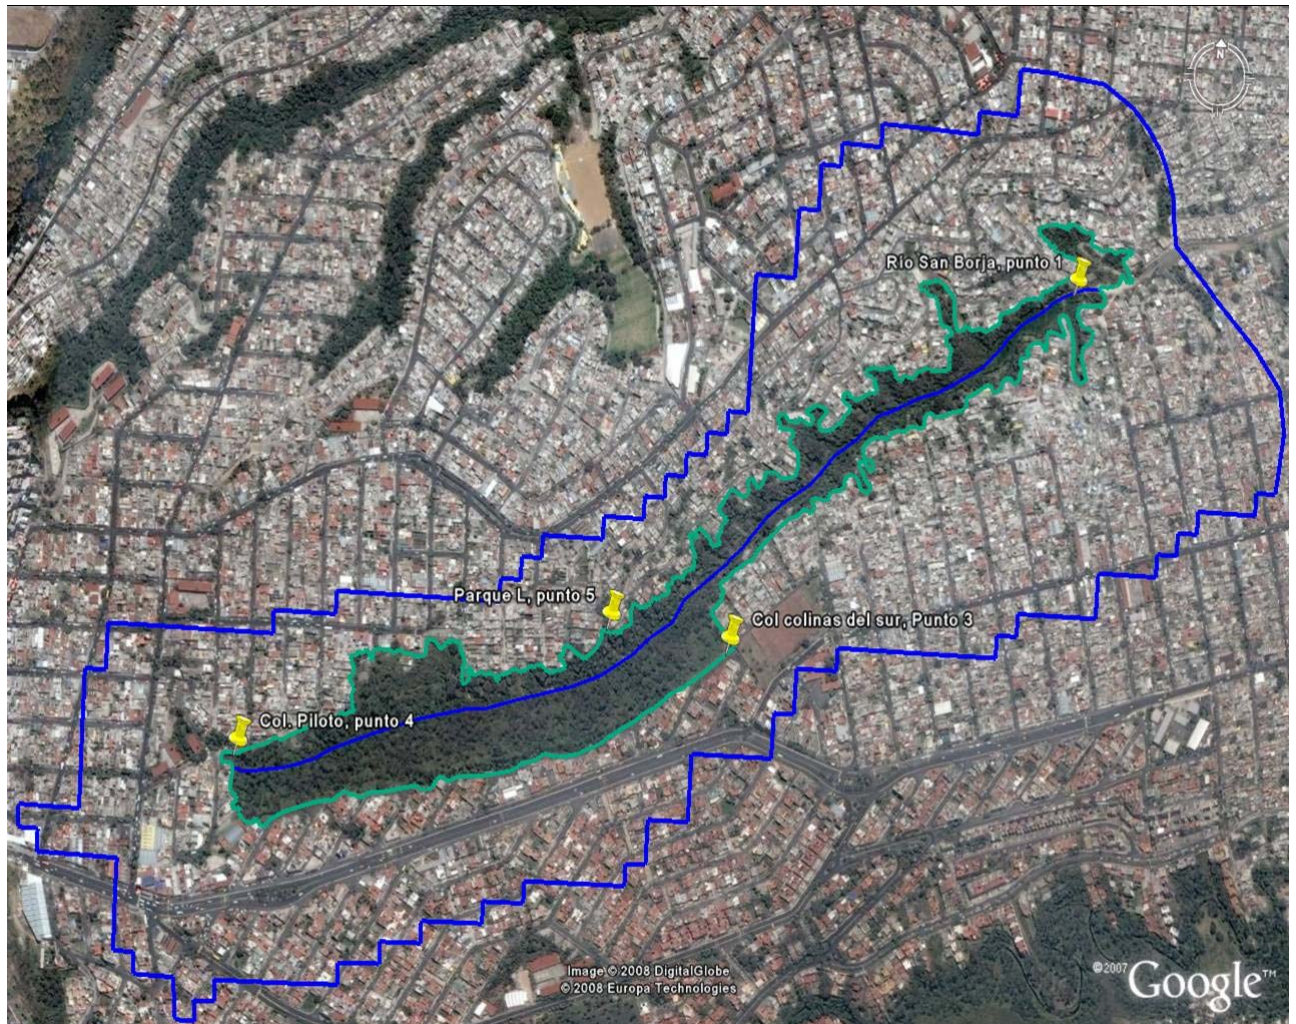 N
Río San Borja, punto 1
Parque L, punto 5
Col colinas del sur, Punto 3
Col. Piloto, punto 4
Image © 2008 DigitalGlobe
© 2008 Europa Technologies
©2007 Google™